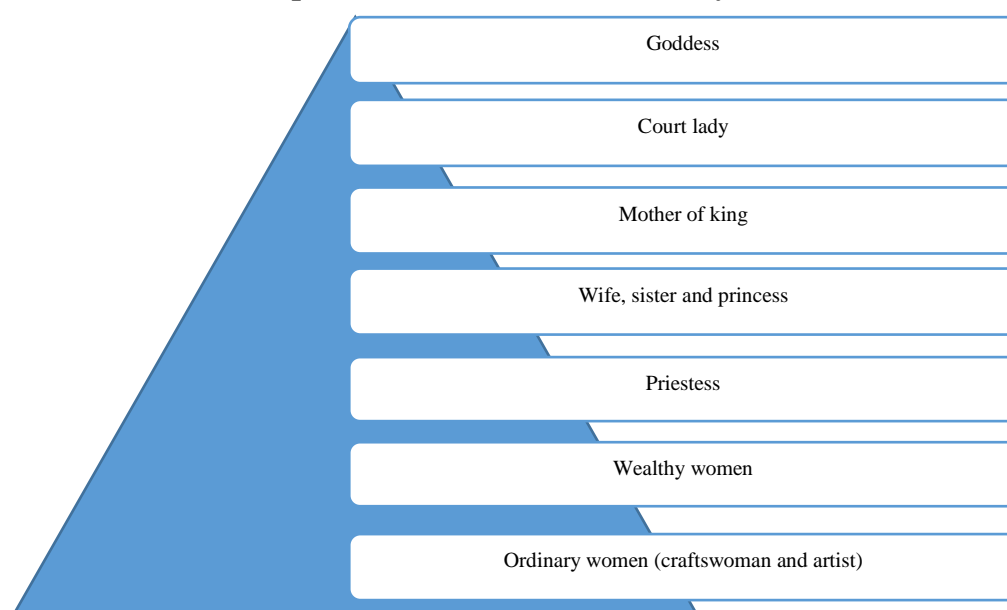 Goddess
Court lady
Mother of king
Wife, sister and princess
Priestess
Wealthy women
Ordinary women (craftswoman and artist)